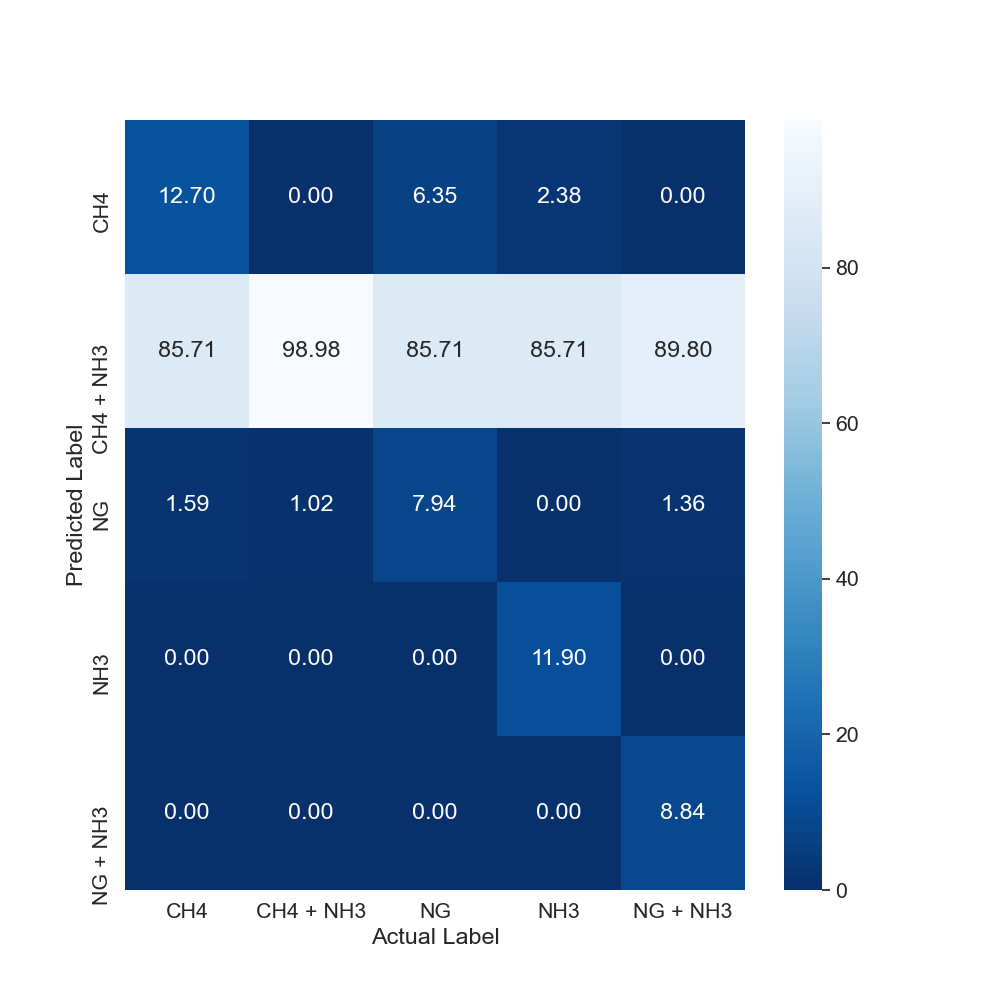 CH4
12.70 0.00 6.35 2.38 0.00
80
CH4 + NH3
85.71 98.98 85.71 85.71 89.80
60
Predicted Label
NG
1.59 1.02 7.94 0.00 1.36
40
NH3
0.00 0.00 0.00 11.90 0.00
20
NG + NH3
0.00 0.00 0.00 0.00 8.84
0
CH4 CH4 + NH3 NG NH3 NG + NH3
Actual Label